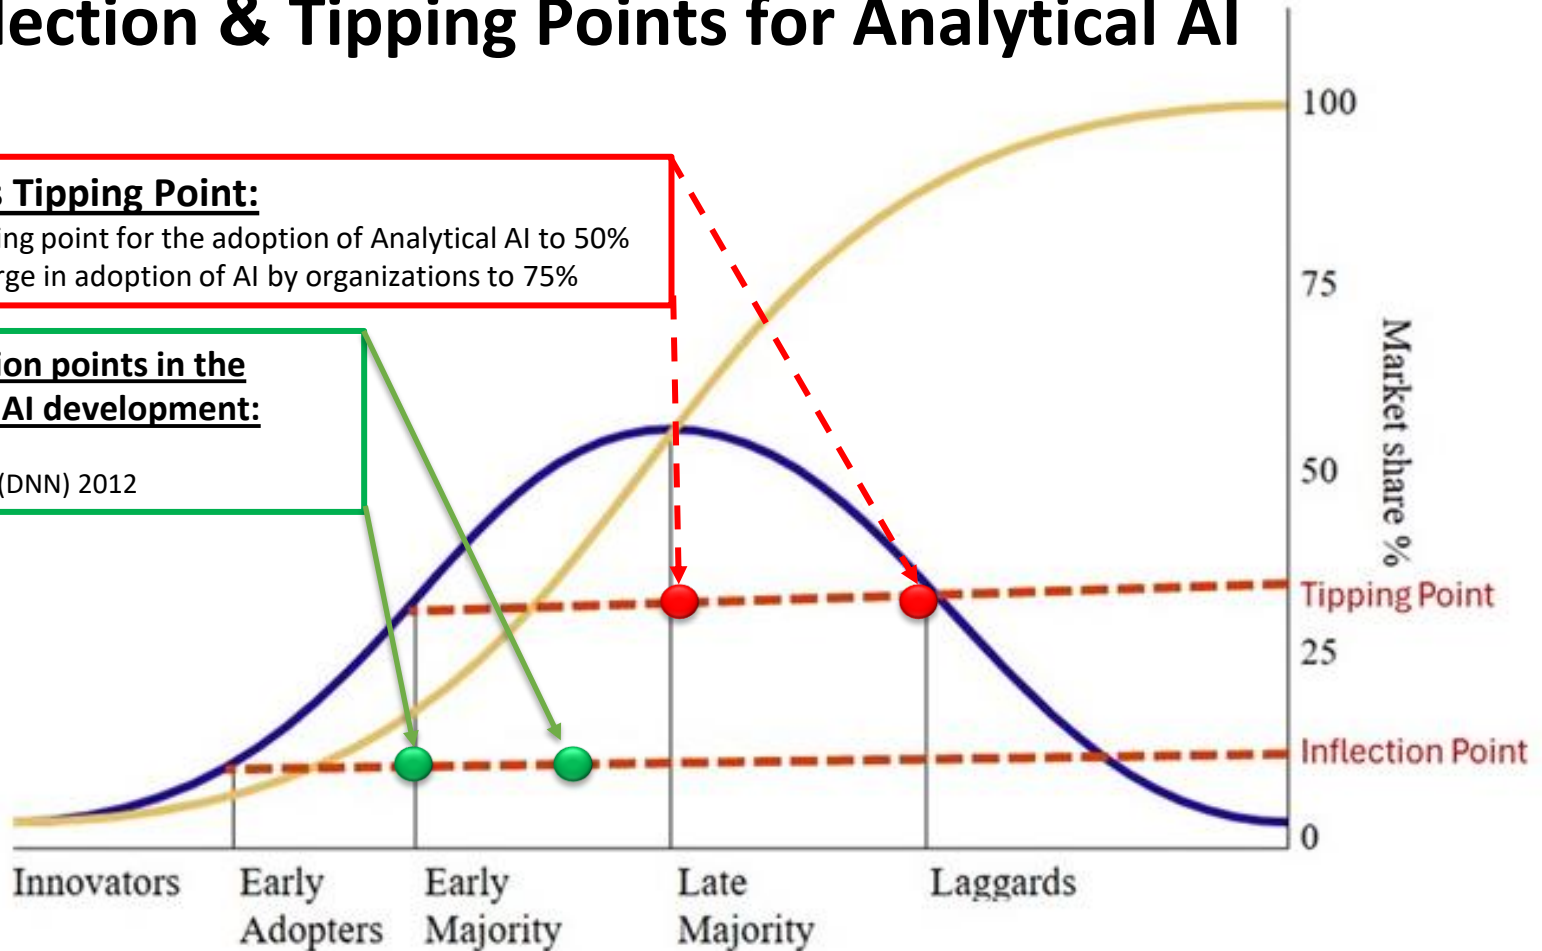 lection & Tipping Points for Analytical AI
s Tipping Point:
ing point for the adoption of Analytical AI to 50%
rge in adoption of AI by organizations to 75%
ion points in the
AI development:
(DNN) 2012
100
75
50
25
0
Market share %
Tipping Point
Inflection Point
Innovators
Early
Adopters
Early
Majority
Late
Majority
Laggards